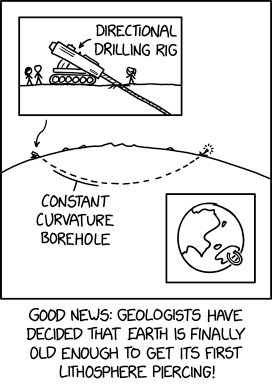 DIRECTIONAL
DRILLING RIG
CONSTANT
CURVATURE
BOREHOLE
GOOD NEWS: GEOLOGISTS HAVE
DECIDED THAT EARTH IS FINALLY
OLD ENOUGH TO GET ITS FIRST
LITHOSPHERE PIERCING!